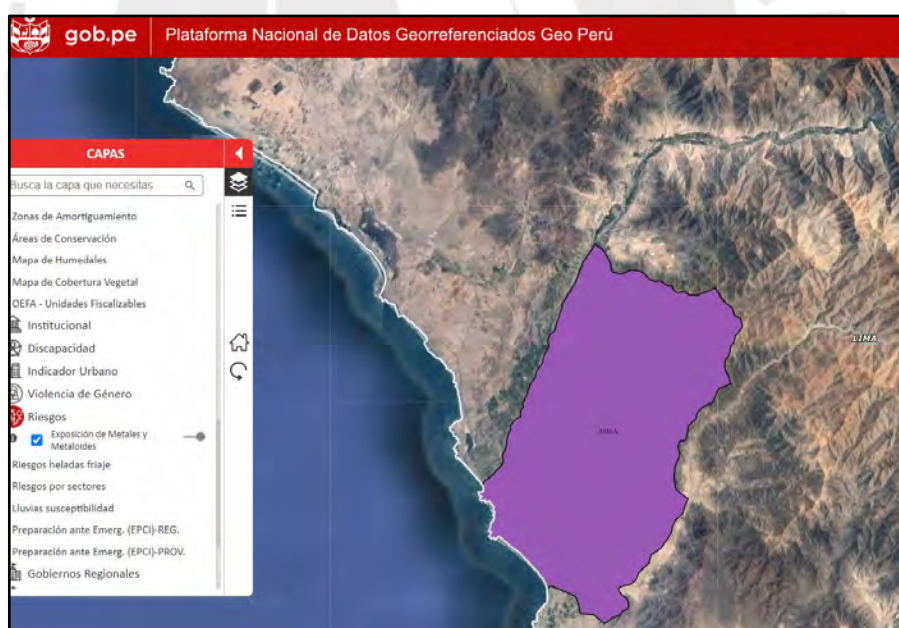 gob.pe
Plataforma Nacional de Datos Georreferenciados Geo Perú
CAPAS
Busca la capa que necesitas
Zonas de Amortiguamiento
Áreas de Conservación
Mapa de Humedales
Mapa de Cobertura Vegetal
OEFA - Unidades Fiscalizables
Institucional
Discapacidad
Indicador Urbano
Violencia de Género
Riesgos
Exposición de Metales y
Metaloides
Riesgos heladas friaje
Riesgos por sectores
Lluvias susceptibilidad
Preparación ante Emerg. (EPCI)-REG.
Preparación ante Emerg. (EPCI)-PROV.
Gobiernos Regionales
LIMA